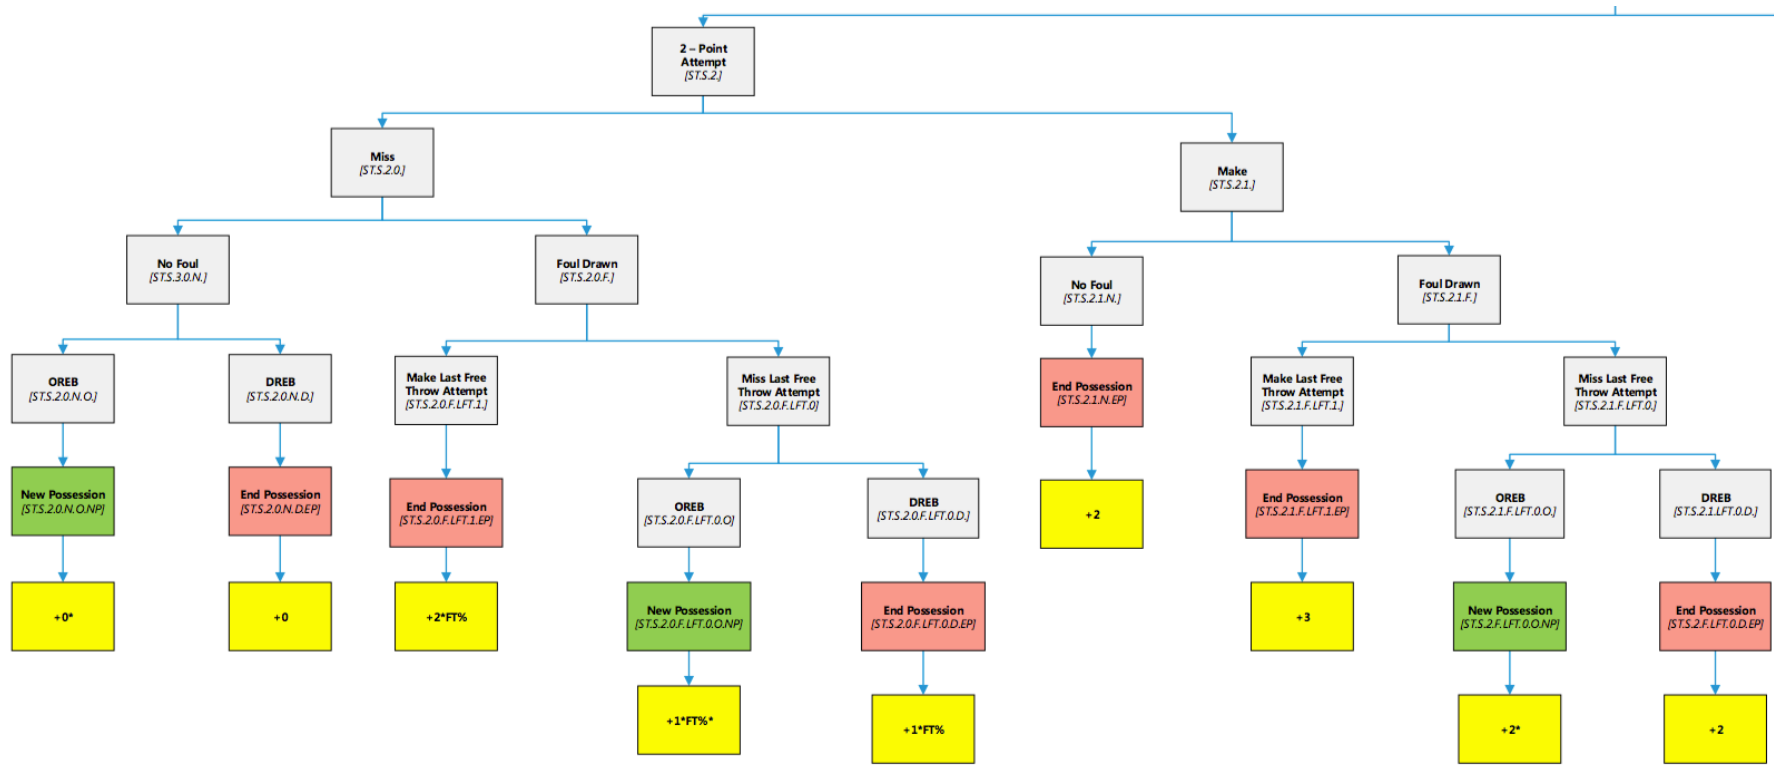 2 – Point
Attempt
[ST.S.2.]
Miss
[ST.S.2.0.]
Make
[ST.S.2.1.]
No Foul
[ST.S.3.0.N.]
Foul Drawn
[ST.S.2.0.F.]
No Foul
[ST.S.2.1.N.]
Foul Drawn
[ST.S.2.1.F.]
OREB
[ST.S.2.0.N.O.]
DREB
[ST.S.2.0.N.D.]
Make Last Free
Throw Attempt
[ST.S.2.0.F.LFT.1.]
Miss Last Free
Throw Attempt
[ST.S.2.0.F.LFT.0]
End Possession
[ST.S.2.1.N.EP]
Make Last Free
Throw Attempt
[ST.S.2.1.F.LFT.1.]
Miss Last Free
Throw Attempt
[ST.S.2.1.F.LFT.0.]
New Possession
[ST.S.2.0.N.O.NP]
End Possession
[ST.S.2.0.N.D.EP]
End Possession
[ST.S.2.0.F.LFT.1.EP]
OREB
[ST.S.2.0.F.LFT.0.O]
DREB
[ST.S.2.0.F.LFT.0.D.]
+2
End Possession
[ST.S.2.1.F.LFT.1.EP]
OREB
[ST.S.2.1.F.LFT.0.O.]
DREB
[ST.S.2.1.LFT.0.D.]
+0*
+0
+2*FT%
New Possession
[ST.S.2.0.F.LFT.0.O.NP]
End Possession
[ST.S.2.0.F.LFT.0.D.EP]
+3
New Possession
[ST.S.2.F.LFT.0.O.NP]
End Possession
[ST.S.2.F.LFT.0.D.EP]
+1*FT%*
+1*FT%
+2*
+2